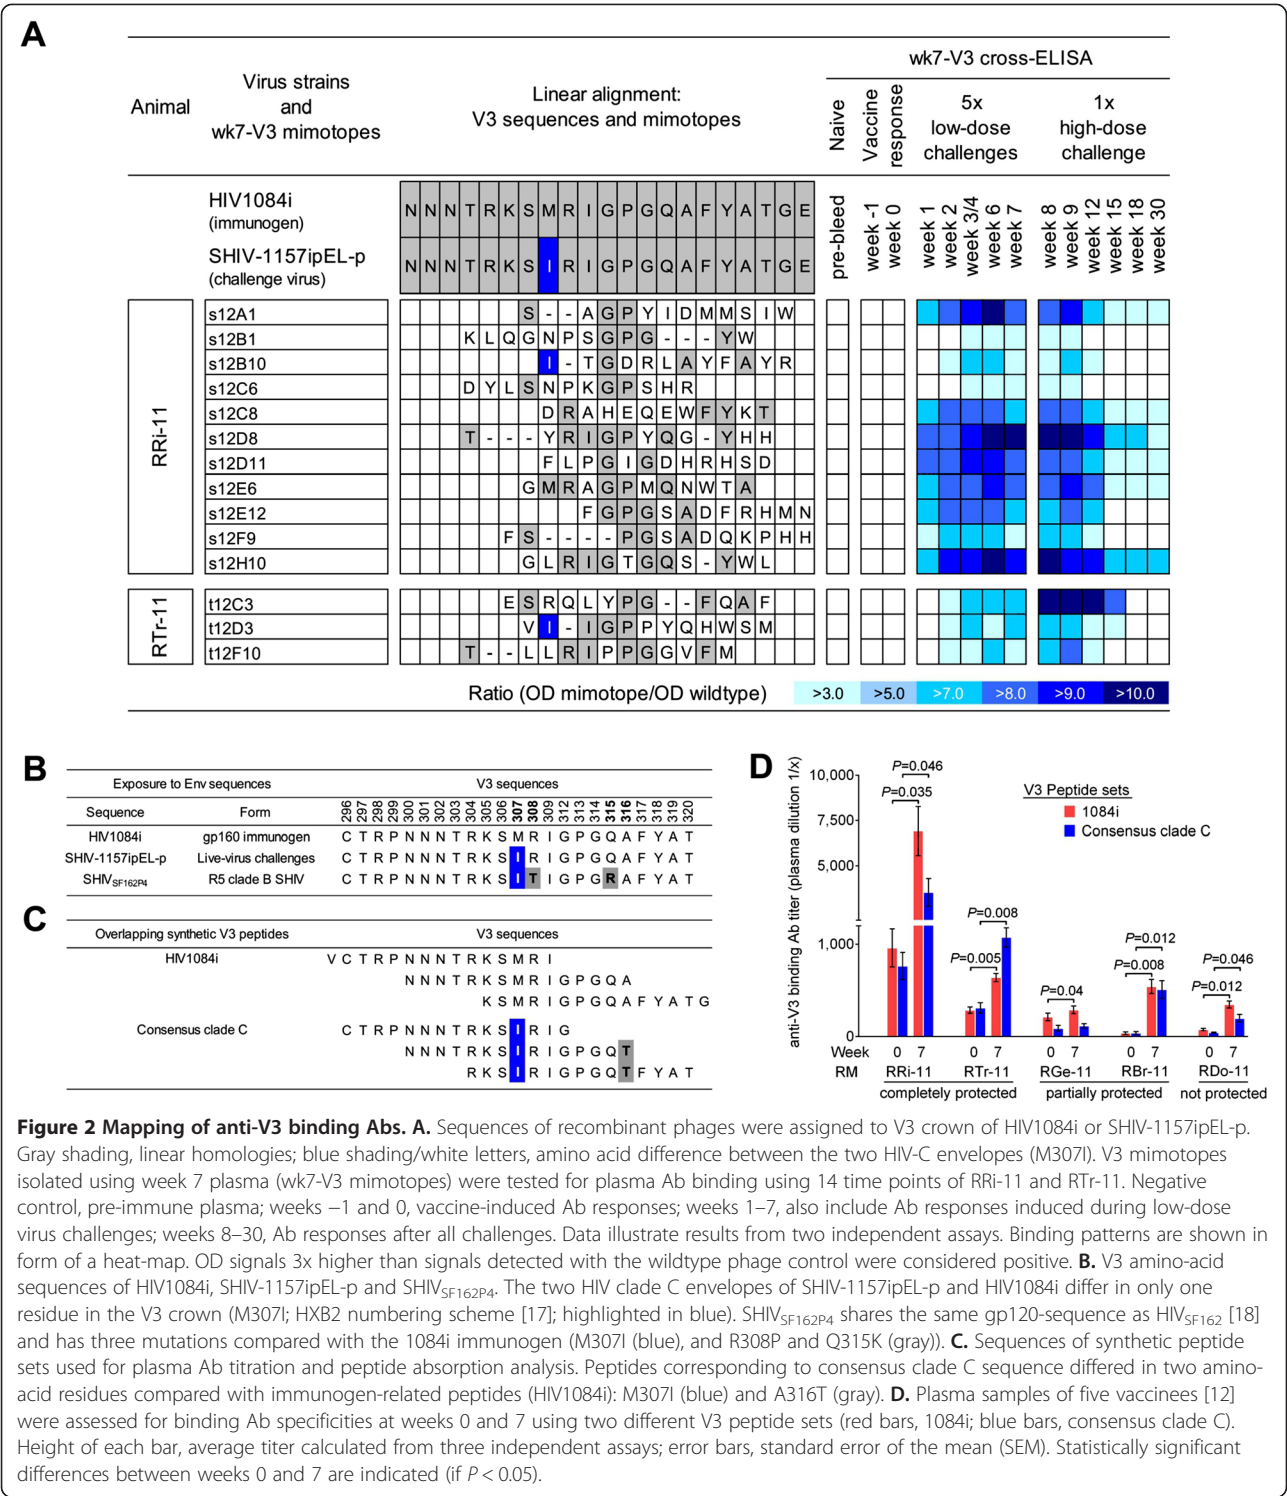 A
wk7-V3 cross-ELISA
Animal
Virus strains
and
wk7-V3 mimotopes
Linear alignment:
V3 sequences and mimotopes
Naive
Vaccine
response
5x
low-dose
challenges
1x
high-dose
challenge
HIV1084i
(immunogen)
N N N T R K S M R I G P G Q A F Y A T G E
SHIV-1157ipEL-p
(challenge virus)
N N N T R K S I R I G P G Q A F Y A T G E
pre-bleed
week -1
week 0
week 1
week 2
week 3/4
week 6
week 7
week 8
week 9
week 12
week 15
week 18
week 30
RRi-11
s12A1 S - - A G P Y I D M M S I W
s12B1 K L Q G N P S G P G - - - Y W
s12B10 I - T G D R L A Y F A Y R
s12C6 D Y L S N P K G P S H R
s12C8 D R A H E Q E W F Y K T
s12D8 T - - - Y R I G P Y Q G - Y H H
s12D11 F L P G I G D H R H S D
s12E6 G M R A G P M Q N W T A
s12E12 F G P G S A D F R H M N
s12F9 F S - - - - P G S A D Q K P H H
s12H10 G L R I G T G Q S - Y W L
RTr-11
t12C3 E S R Q L Y P G - - F Q A F
t12D3 V I - I G P P Y Q H W S M
t12F10 T - - L L R I P P G G V F M
Ratio (OD mimotope/OD wildtype) >3.0 >5.0 >7.0 >8.0 >9.0 >10.0
B
Exposure to Env sequences V3 sequences
Sequence Form 296 297 298 299 300 301 302 303 304 305 306 307 308 309 312 313 314 315 316 317 318 319 320
HIV1084i gp160 immunogen C T R P N N N T R K S M R I G P G Q A F Y A T
SHIV-1157ipEL-p Live-virus challenges C T R P N N N T R K S I R I G P G Q A F Y A T
SHIVSF162P4 R5 clade B SHIV C T R P N N N T R K S I T I G P G R A F Y A T
C
Overlapping synthetic V3 peptides V3 sequences
HIV1084i V C T R P N N N T R K S M R I
N N N T R K S M R I G P G Q A
K S M R I G P G Q A F Y A T G
Consensus clade C C T R P N N N T R K S I R I G
N N N T R K S I R I G P G Q T
R K S I R I G P G Q T F Y A T
D
anti-V3 binding Ab titer (plasma dilution 1/x)
10,000
7,500
5,000
1,000
0
P=0.046
P=0.035
P=0.008
P=0.005
P=0.04
P=0.012
P=0.008
P=0.046
P=0.012
V3 Peptide sets
1084i
Consensus clade C
Week 0 7 0 7 0 7 0 7 0 7
RM RRi-11 RTr-11 RGe-11 RBr-11 RDo-11
completely protected partially protected not protected
Figure 2 Mapping of anti-V3 binding Abs. A. Sequences of recombinant phages were assigned to V3 crown of HIV1084i or SHIV-1157ipEL-p.
Gray shading, linear homologies; blue shading/white letters, amino acid difference between the two HIV-C envelopes (M307I). V3 mimotopes
isolated using week 7 plasma (wk7-V3 mimotopes) were tested for plasma Ab binding using 14 time points of RRi-11 and RTr-11. Negative
control, pre-immune plasma; weeks −1 and 0, vaccine-induced Ab responses; weeks 1–7, also include Ab responses induced during low-dose
virus challenges; weeks 8–30, Ab responses after all challenges. Data illustrate results from two independent assays. Binding patterns are shown in
form of a heat-map. OD signals 3x higher than signals detected with the wildtype phage control were considered positive. B. V3 amino-acid
sequences of HIV1084i, SHIV-1157ipEL-p and SHIVSF162P4. The two HIV clade C envelopes of SHIV-1157ipEL-p and HIV1084i differ in only one
residue in the V3 crown (M307I; HXB2 numbering scheme [17]; highlighted in blue). SHIVSF162P4 shares the same gp120-sequence as HIVSF162 [18]
and has three mutations compared with the 1084i immunogen (M307I (blue), and R308P and Q315K (gray)). C. Sequences of synthetic peptide
sets used for plasma Ab titration and peptide absorption analysis. Peptides corresponding to consensus clade C sequence differed in two amino-
acid residues compared with immunogen-related peptides (HIV1084i): M307I (blue) and A316T (gray). D. Plasma samples of five vaccinees [12]
were assessed for binding Ab specificities at weeks 0 and 7 using two different V3 peptide sets (red bars, 1084i; blue bars, consensus clade C).
Height of each bar, average titer calculated from three independent assays; error bars, standard error of the mean (SEM). Statistically significant
differences between weeks 0 and 7 are indicated (if P < 0.05).